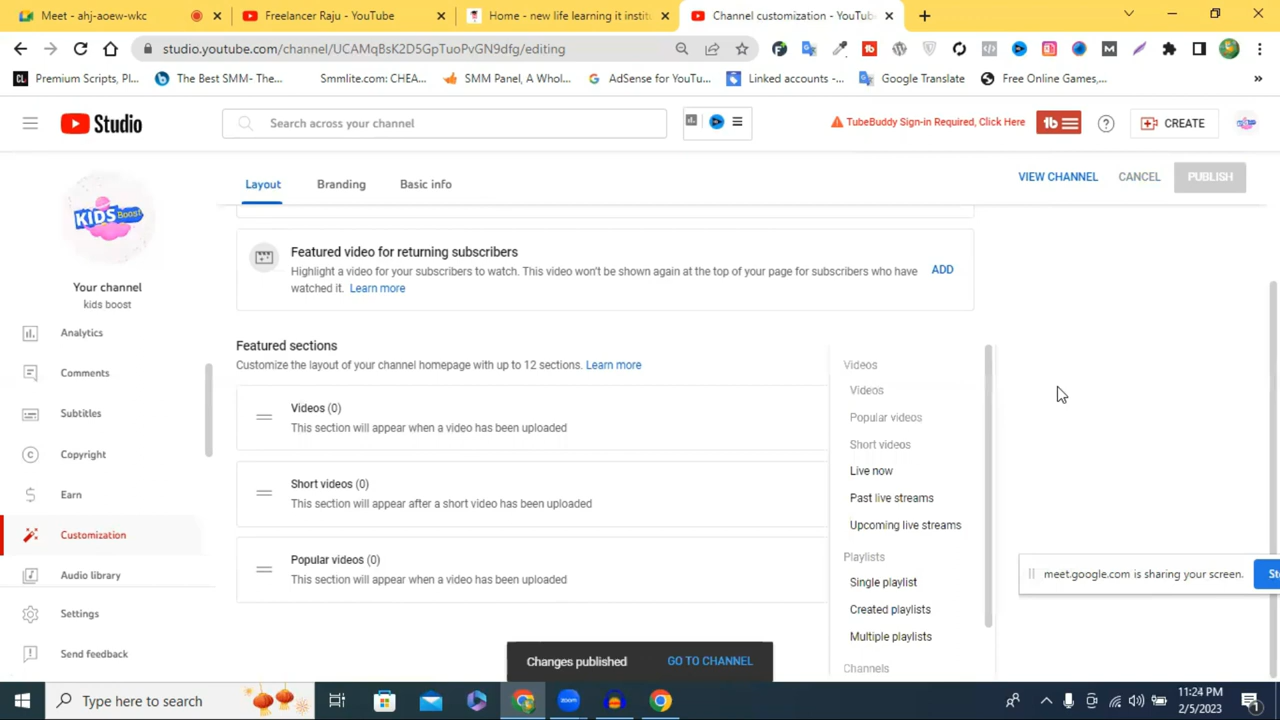 Meet - ahj-aoew-wkc
Freelancer Raju - YouTube
Home - new life learning it instit
Channel customization - YouTub
studio.youtube.com/channel/UCAMqBsK2D5GpTuoPvGN9dfg/editing
Premium Scripts, Pl...
The Best SMM- The...
Smmlite.com: CHEA...
SMM Panel, A Whol...
AdSense for YouTu...
Linked accounts -...
Google Translate
Free Online Games,...
Studio
Search across your channel
TubeBuddy Sign-in Required, Click Here
CREATE
Layout
Branding
Basic info
VIEW CHANNEL
CANCEL
PUBLISH
KIDS Boost
Your channel
kids boost
Analytics
Comments
Subtitles
Copyright
Earn
Customization
Audio library
Settings
Send feedback
Featured video for returning subscribers
Highlight a video for your subscribers to watch. This video won't be shown again at the top of your page for subscribers who have
watched it. Learn more
ADD
Featured sections
Customize the layout of your channel homepage with up to 12 sections. Learn more
Videos (0)
This section will appear when a video has been uploaded
Short videos (0)
This section will appear after a short video has been uploaded
Popular videos (0)
This section will appear when a video has been uploaded
Videos
Videos
Popular videos
Short videos
Live now
Past live streams
Upcoming live streams
Playlists
Single playlist
Created playlists
Multiple playlists
Channels
meet.google.com is sharing your screen.
St
Changes published
GO TO CHANNEL
Type here to search
zoom
11:24 PM
2/5/2023
1